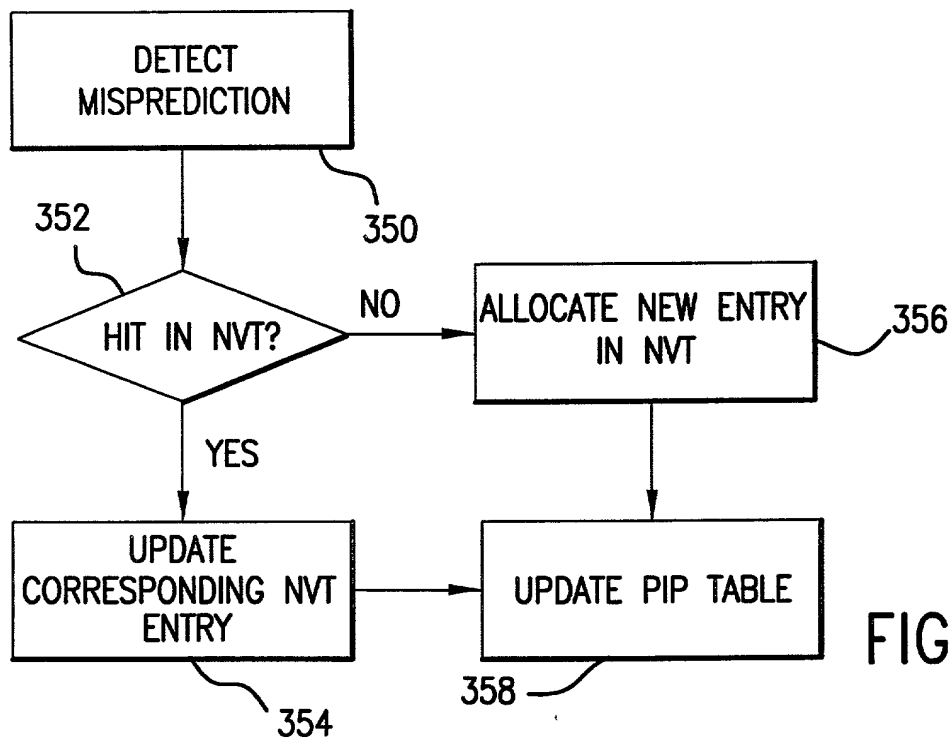 DETECT
MISPREDICTION
350
352
HIT IN NVT?
NO
ALLOCATE NEW ENTRY
IN NVT
356
YES
UPDATE
CORRESPONDING NVT
ENTRY
354
UPDATE PIP TABLE
358
FIG